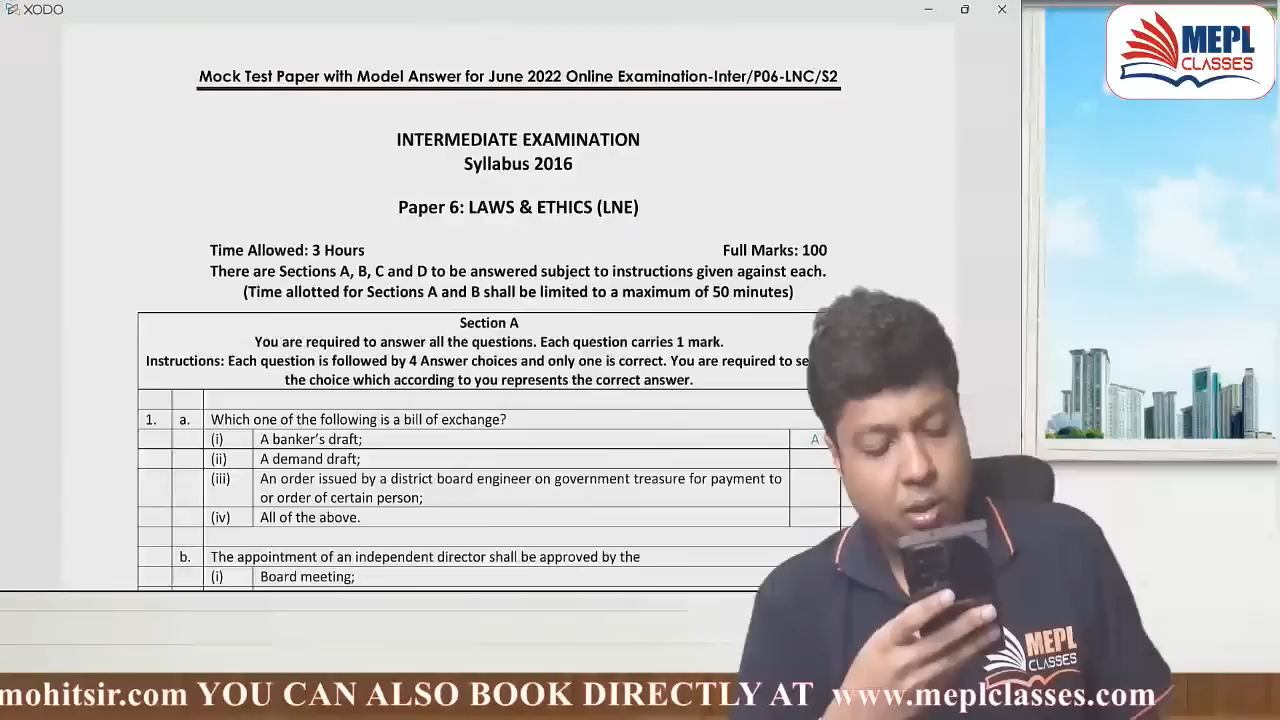 XODO
MEPL
CLASSES
Mock Test Paper with Model Answer for June 2022 Online Examination-Inter/P06-LNC/S2
INTERMEDIATE EXAMINATION
Syllabus 2016
Paper 6: LAWS & ETHICS (LNE)
Time Allowed: 3 Hours Full Marks: 100
There are Sections A, B, C and D to be answered subject to instructions given against each.
(Time allotted for Sections A and B shall be limited to a maximum of 50 minutes)
Section A
You are required to answer all the questions. Each question carries 1 mark.
Instructions: Each question is followed by 4 Answer choices and only one is correct. You are required to se
the choice which according to you represents the correct answer.
1. a. Which one of the following is a bill of exchange?
(i) A banker's draft; A
(ii) A demand draft;
(iii) An order issued by a district board engineer on government treasure for payment to
or order of certain person;
(iv) All of the above.
b. The appointment of an independent director shall be approved by the
(i) Board meeting;
MEPL
CLASSES
mohitsir.com YOU CAN ALSO BOOK DIRECTLY AT www.meplclasses.com